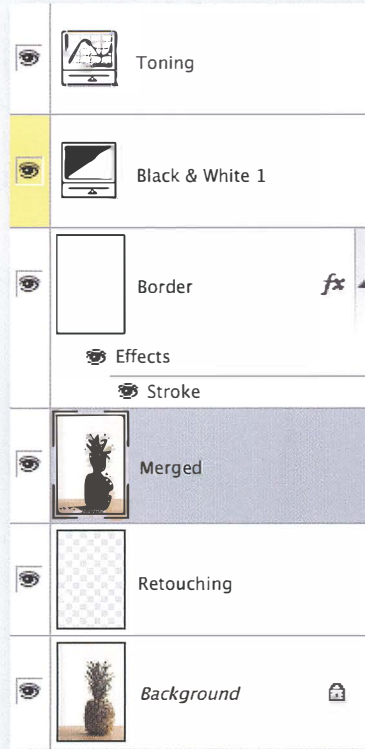 Toning
Black & White 1
Border fx
Effects
Stroke
Merged
Retouching
Background